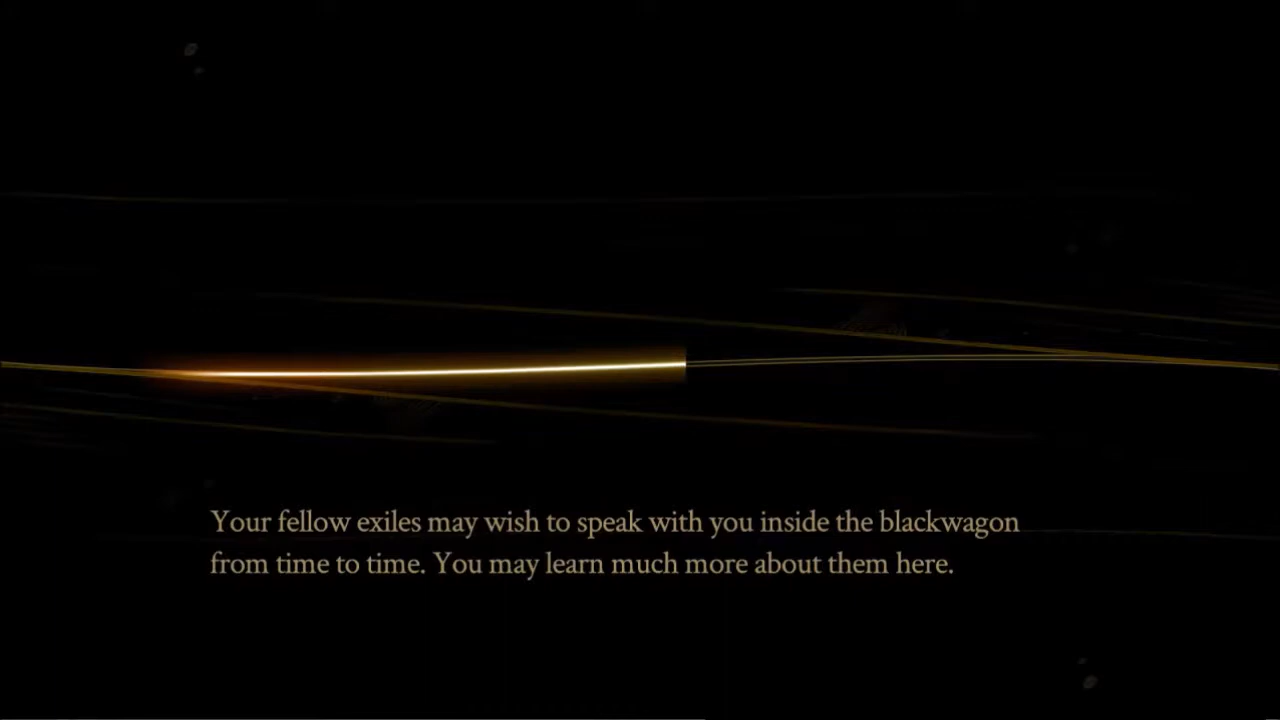 Your fellow exiles may wish to speak with you inside the blackwagon
from time to time. You may learn much more about them here.